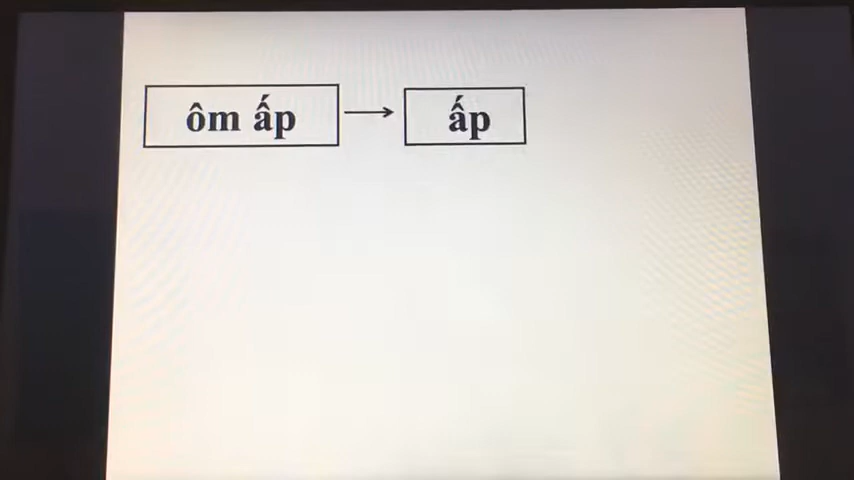 ôm ấp → ấp